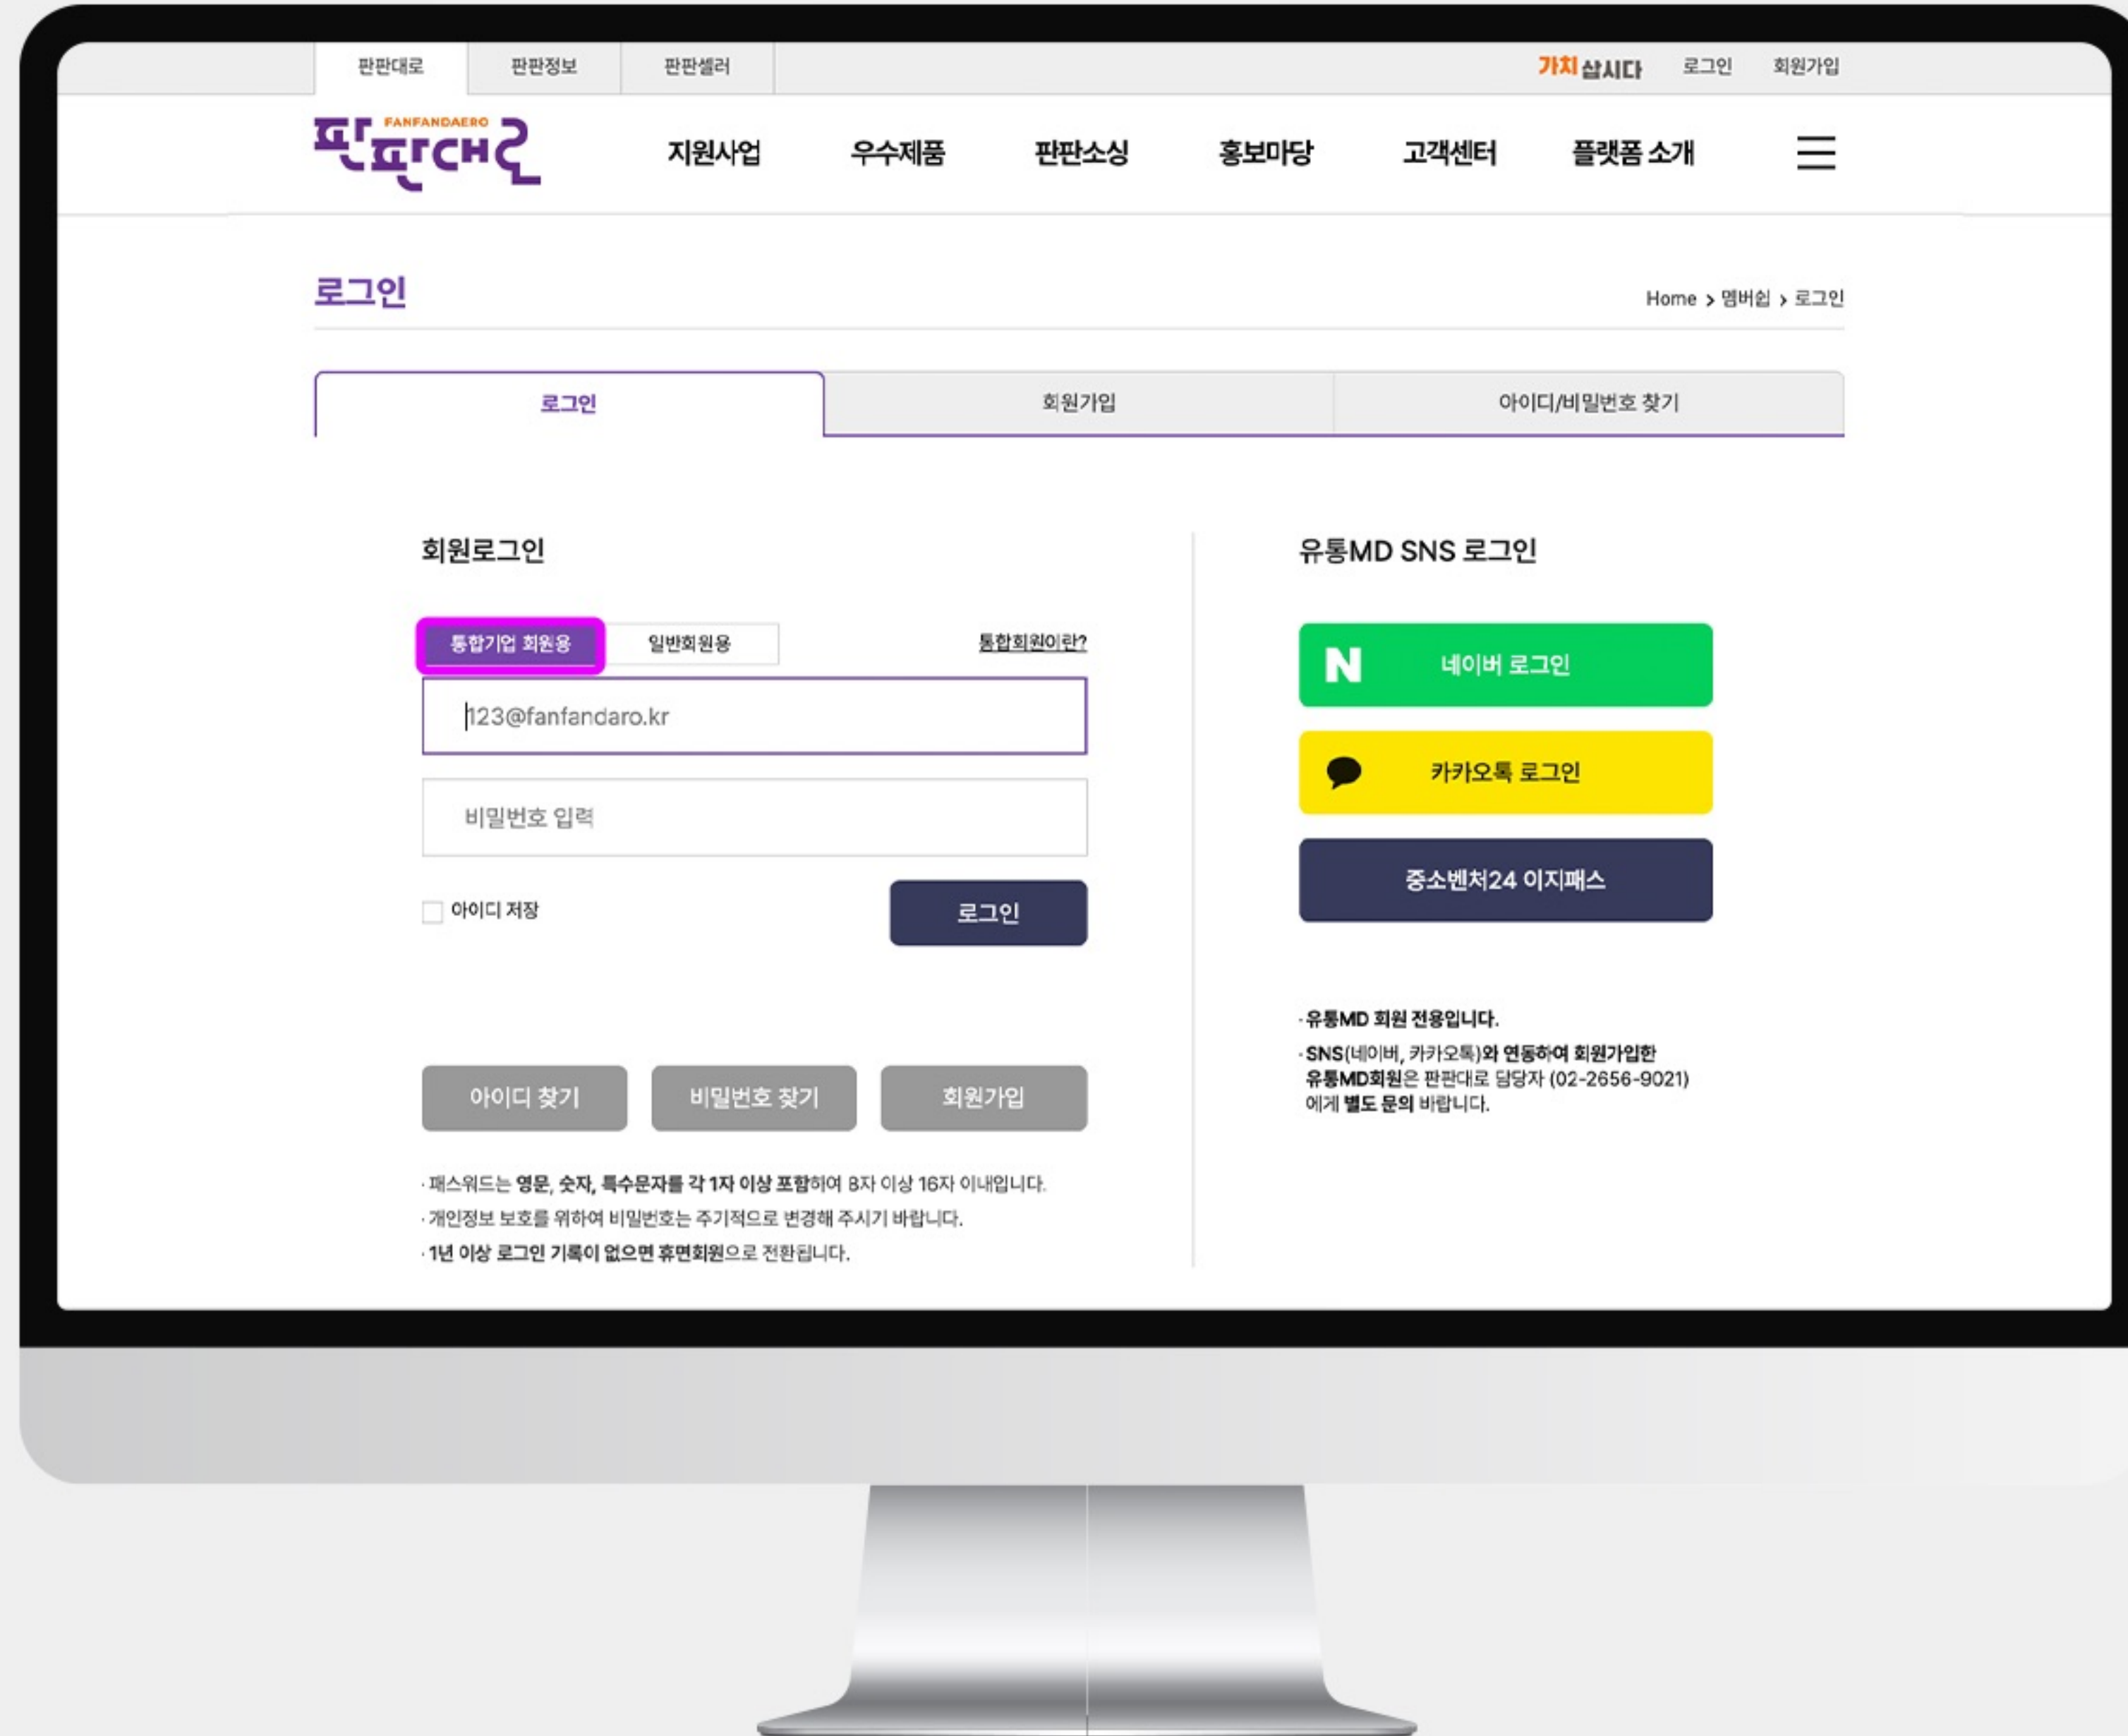 판판대로 판판정보 판판셀러 가치삽시다 로그인 회원가입
FANFANDAERO
판판대로
지원사업 우수제품 판판소싱 홍보마당 고객센터 플랫폼 소개
로그인
Home > 멤버쉽 > 로그인
로그인 회원가입 아이디/비밀번호 찾기
회원로그인
통합기업 회원용 일반회원용 통합회원이란?
123@fanfandaro.kr
비밀번호 입력
아이디 저장 로그인
아이디 찾기 비밀번호 찾기 회원가입
· 패스워드는 영문, 숫자, 특수문자를 각 1자 이상 포함하여 8자 이상 16자 이내입니다.
· 개인정보 보호를 위하여 비밀번호는 주기적으로 변경해 주시기 바랍니다.
· 1년 이상 로그인 기록이 없으면 휴면회원으로 전환됩니다.
유통MD SNS 로그인
N 네이버 로그인
카카오톡 로그인
중소벤처24 이지패스
· 유통MD 회원 전용입니다.
· SNS(네이버, 카카오톡)와 연동하여 회원가입한
유통MD회원은 판판대로 담당자 (02-2656-9021)
에게 별도 문의 바랍니다.